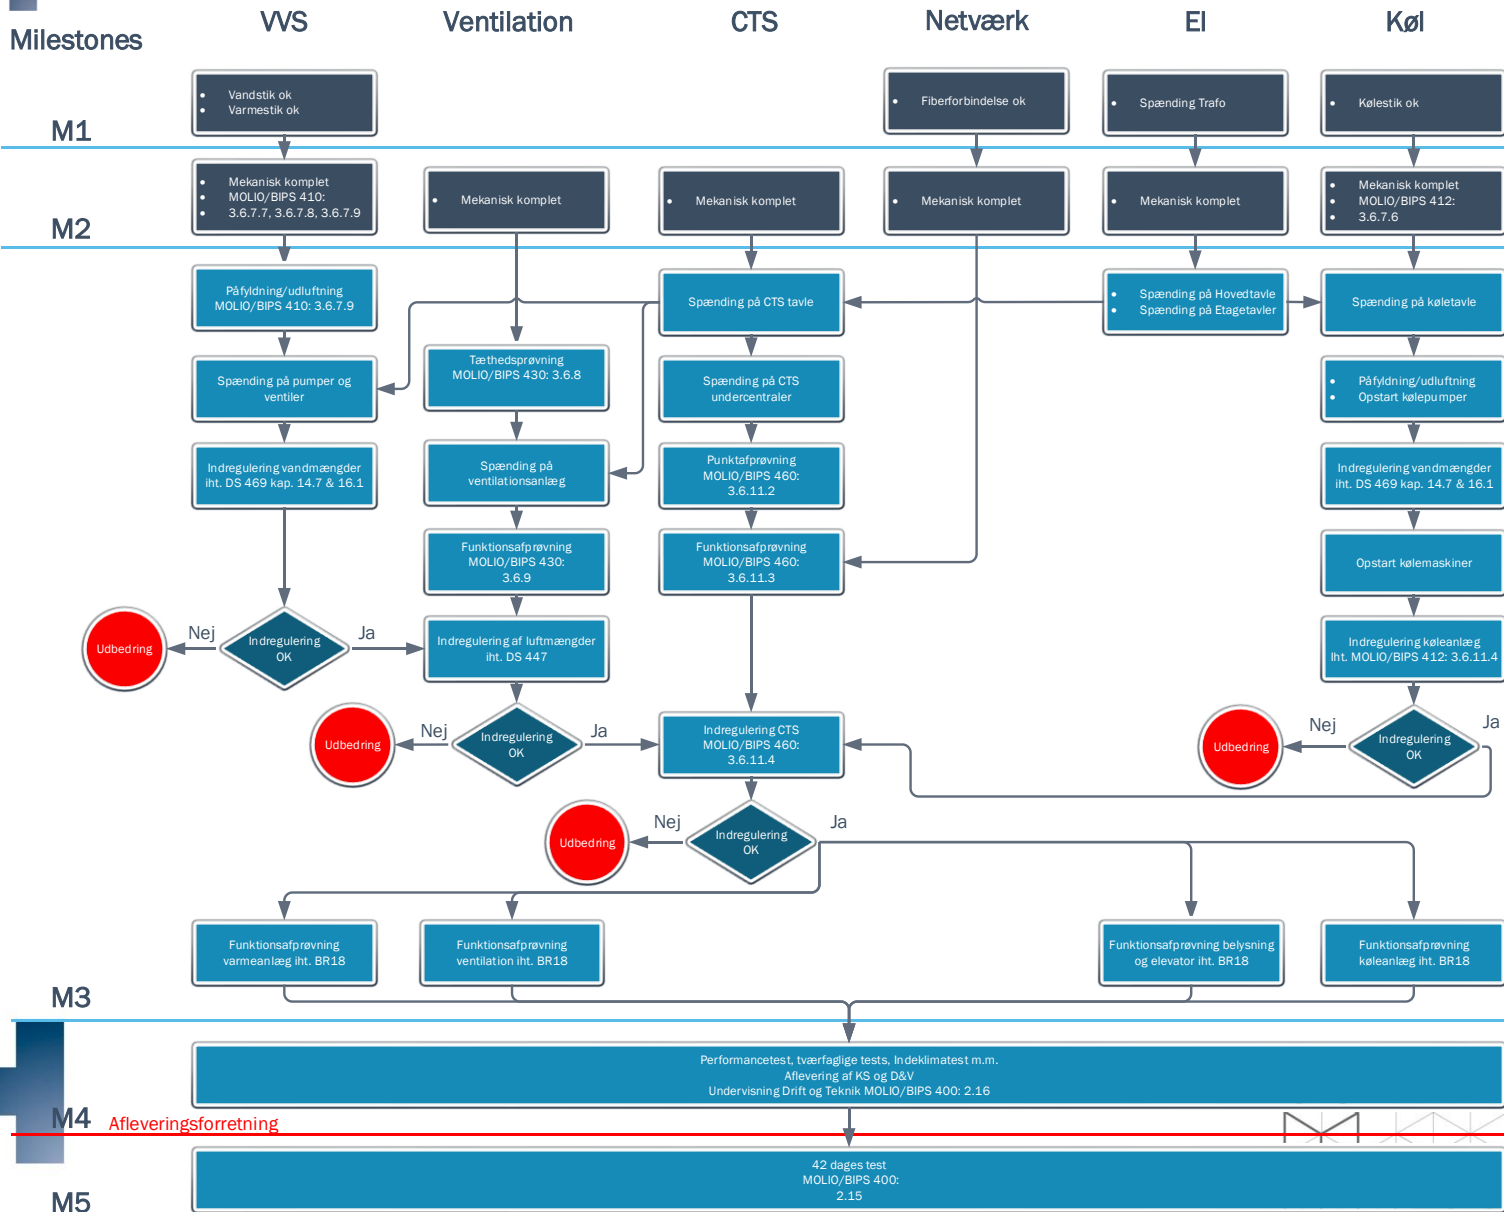 Milestones
VVS
Ventilation
CTS
Netværk
El
Køl
M1
• Vandstik ok
• Varmestik ok
• Fiberforbindelse ok
• Spænding Trafo
• Kølestik ok
M2
• Mekanisk komplet
• MOLIO/BIPS 410:
• 3.6.7.7, 3.6.7.8, 3.6.7.9
• Mekanisk komplet
• Mekanisk komplet
• Mekanisk komplet
• Mekanisk komplet
• Mekanisk komplet
• MOLIO/BIPS 412:
• 3.6.7.6
Påfyldning/udluftning
MOLIO/BIPS 410: 3.6.7.9
Spænding på CTS tavle
• Spænding på Hovedtavle
• Spænding på Etagetavler
Spænding på køletavle
Spænding på pumper og
ventiler
Tæthedsprøvning
MOLIO/BIPS 430: 3.6.8
Spænding på CTS
undercentraler
• Påfyldning/udluftning
• Opstart kølepumper
Indregulering vandmængder
iht. DS 469 kap. 14.7 & 16.1
Spænding på
ventilationsanlæg
Punktafprøvning
MOLIO/BIPS 460:
3.6.11.2
Indregulering vandmængder
iht. DS 469 kap. 14.7 & 16.1
Funktionsafprøvning
MOLIO/BIPS 430:
3.6.9
Funktionsafprøvning
MOLIO/BIPS 460:
3.6.11.3
Opstart kølemaskiner
Udbedring
Nej
Indregulering
OK
Ja
Indregulering af luftmængder
iht. DS 447
Indregulering køleanlæg
Iht. MOLIO/BIPS 412: 3.6.11.4
Udbedring
Nej
Indregulering
OK
Ja
Indregulering CTS
MOLIO/BIPS 460:
3.6.11.4
Udbedring
Nej
Indregulering
OK
Ja
Udbedring
Nej
Indregulering
OK
Ja
Funktionsafprøvning
varmeanlæg iht. BR18
Funktionsafprøvning
ventilation iht. BR18
Funktionsafprøvning belysning
og elevator iht. BR18
Funktionsafprøvning
køleanlæg iht. BR18
M3
Performancetest, tværfaglige tests, Indeklimatest m.m.
Aflevering af KS og D&V
Undervisning Drift og Teknik MOLIO/BIPS 400: 2.16
M4
Afleveringsforretning
42 dages test
MOLIO/BIPS 400:
2.15
M5